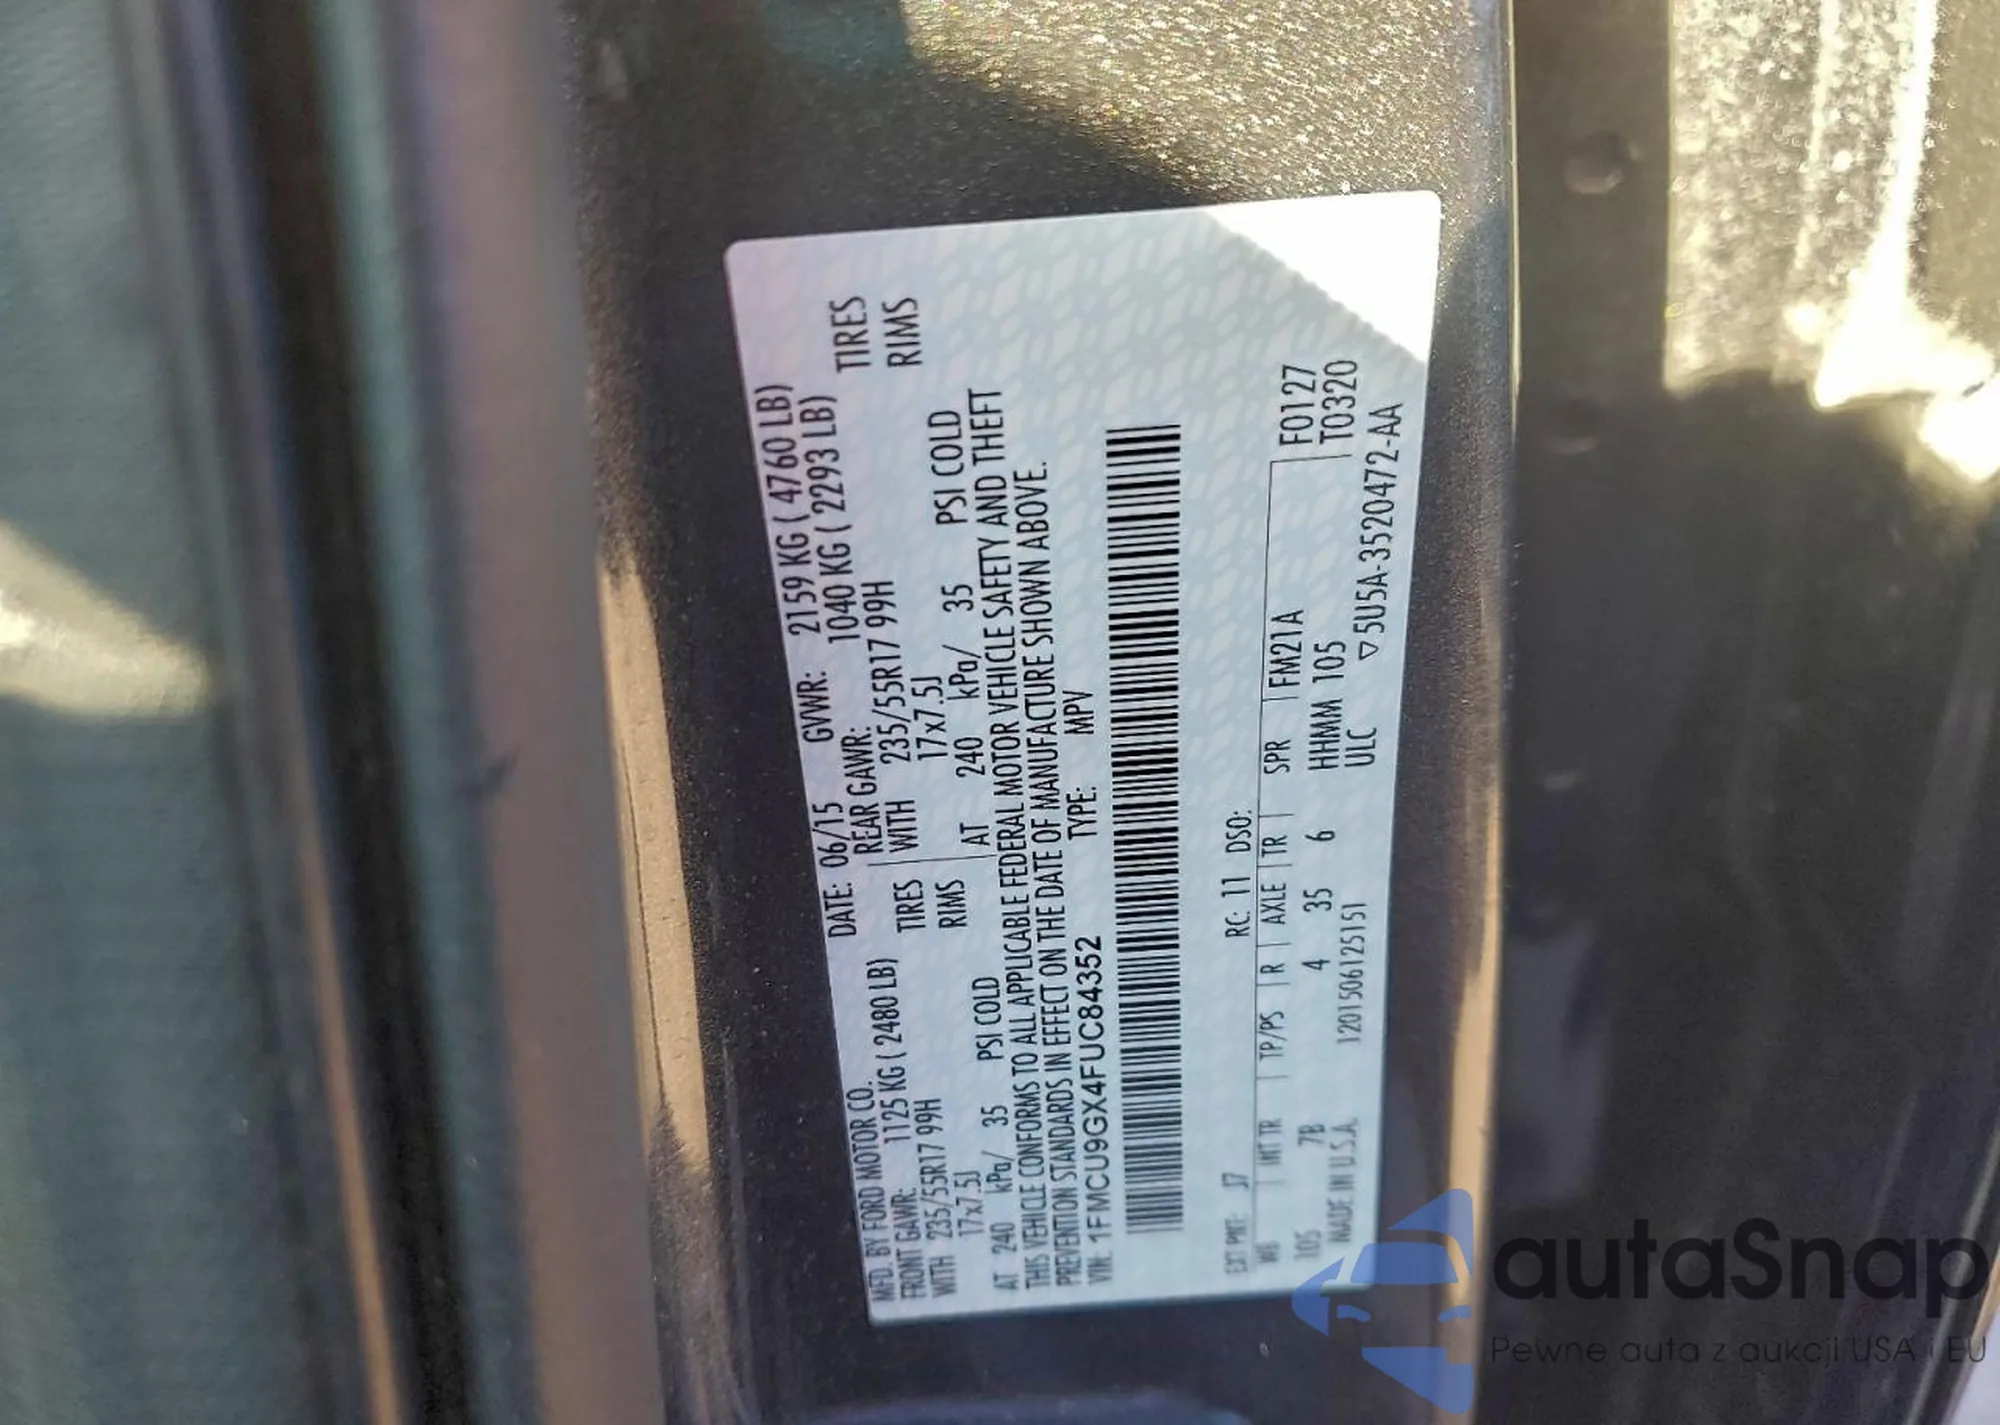 MFD. BY FORD MOTOR CO.
DATE: 06/15 GVWR: 2159 KG ( 4760 LB)
FRONT GAWR: 1125 KG ( 2480 LB) REAR GAWR: 1040 KG ( 2293 LB)
WITH 235/55R17 99H TIRES WITH 235/55R17 99H TIRES
17x7.5J RIMS 17x7.5J RIMS
AT 240 kPa/ 35 PSI COLD AT 240 kPa/ 35 PSI COLD
THIS VEHICLE CONFORMS TO ALL APPLICABLE FEDERAL MOTOR VEHICLE SAFETY AND THEFT
PREVENTION STANDARDS IN EFFECT ON THE DATE OF MANUFACTURE SHOWN ABOVE.
VIN: 1FMCU9GX4FUC84352 TYPE: MPV
EXT PNT: J7 RC: 11 DSO:
WB INT TR TP/PS R AXLE TR SPR FM21A F0127
105 7B 4 35 6 HHMM 105 T0320
MADE IN U.S.A. 1201506125151 ULC ▽5U5A-3520472-AA
autaSnap
Pewne auta z aukcji USA i EU